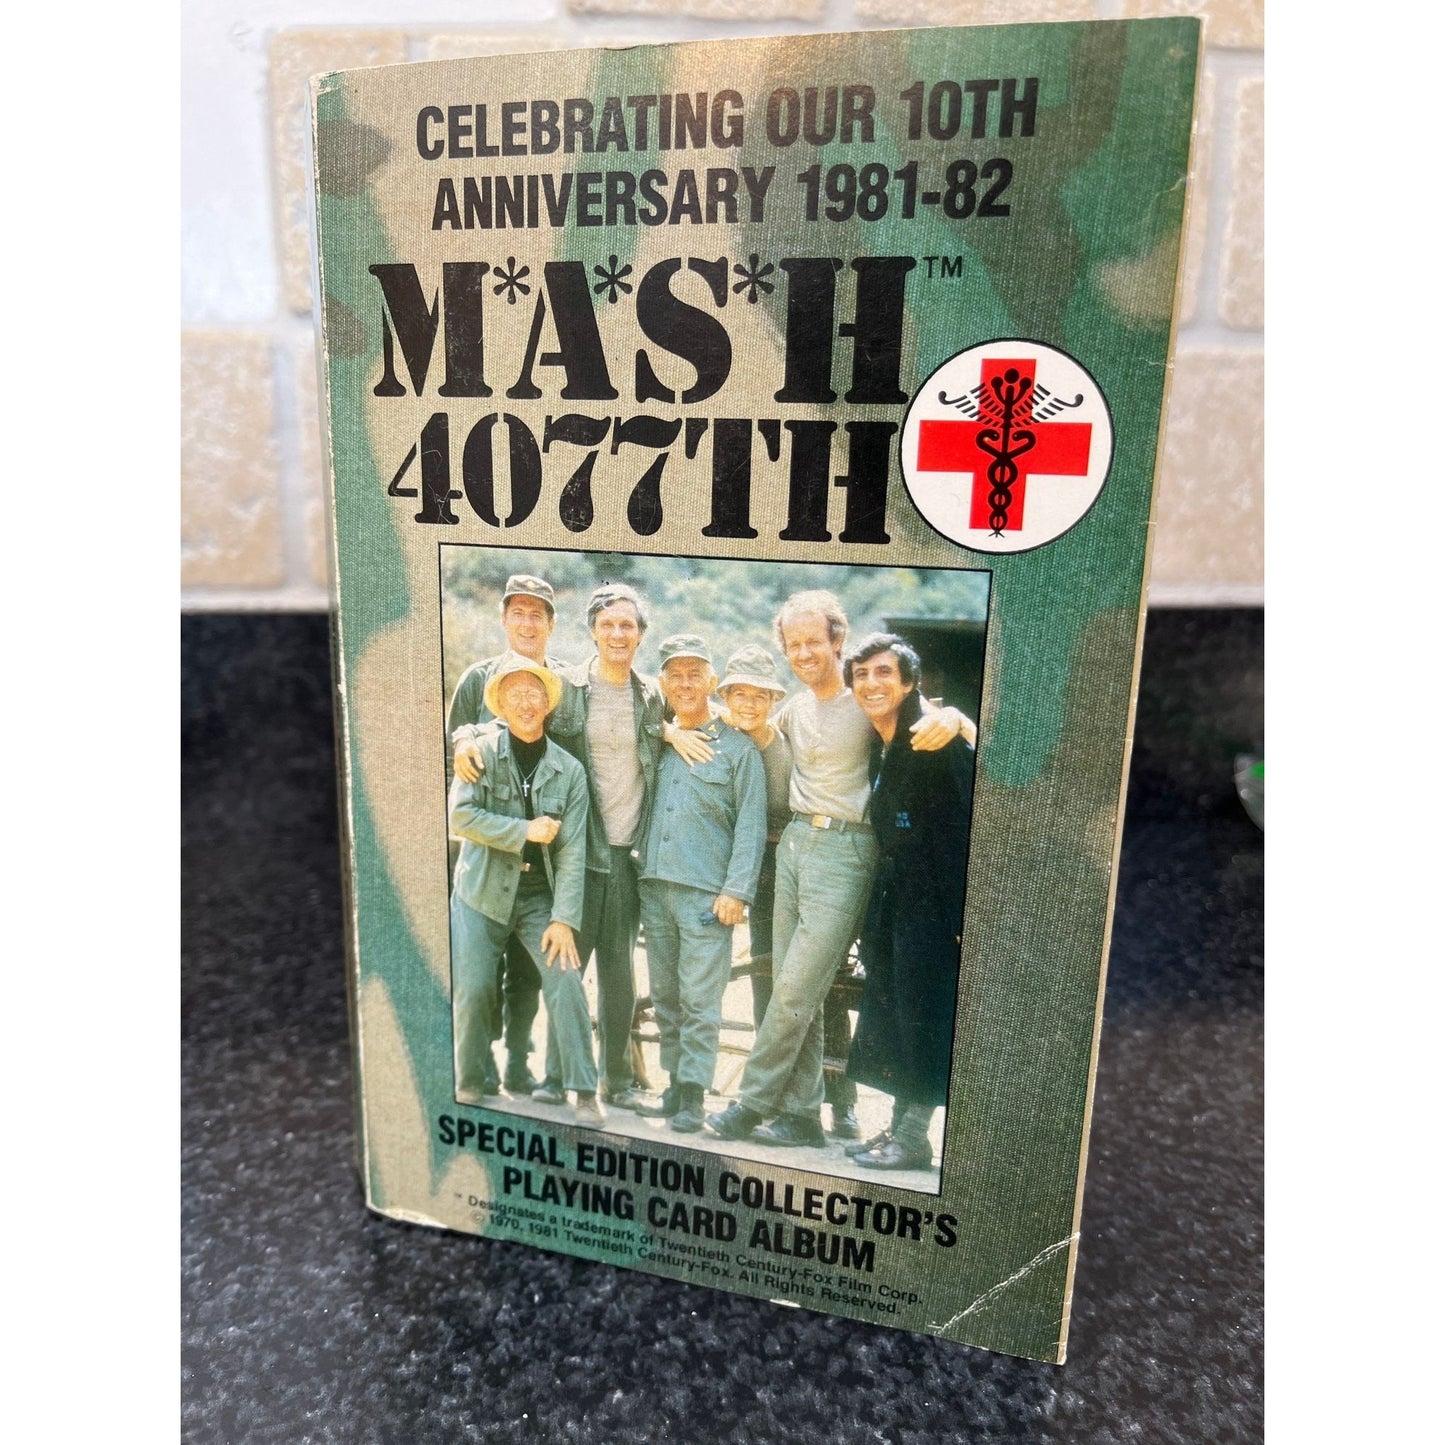 CELEBRATING OUR 10TH
ANNIVERSARY 1981-82
M*A*S*H™
4077TH
SPECIAL EDITION COLLECTOR'S
PLAYING CARD ALBUM
™ Designates a trademark of Twentieth Century-Fox Film Corp.
© 1970, 1981 Twentieth Century-Fox. All Rights Reserved.